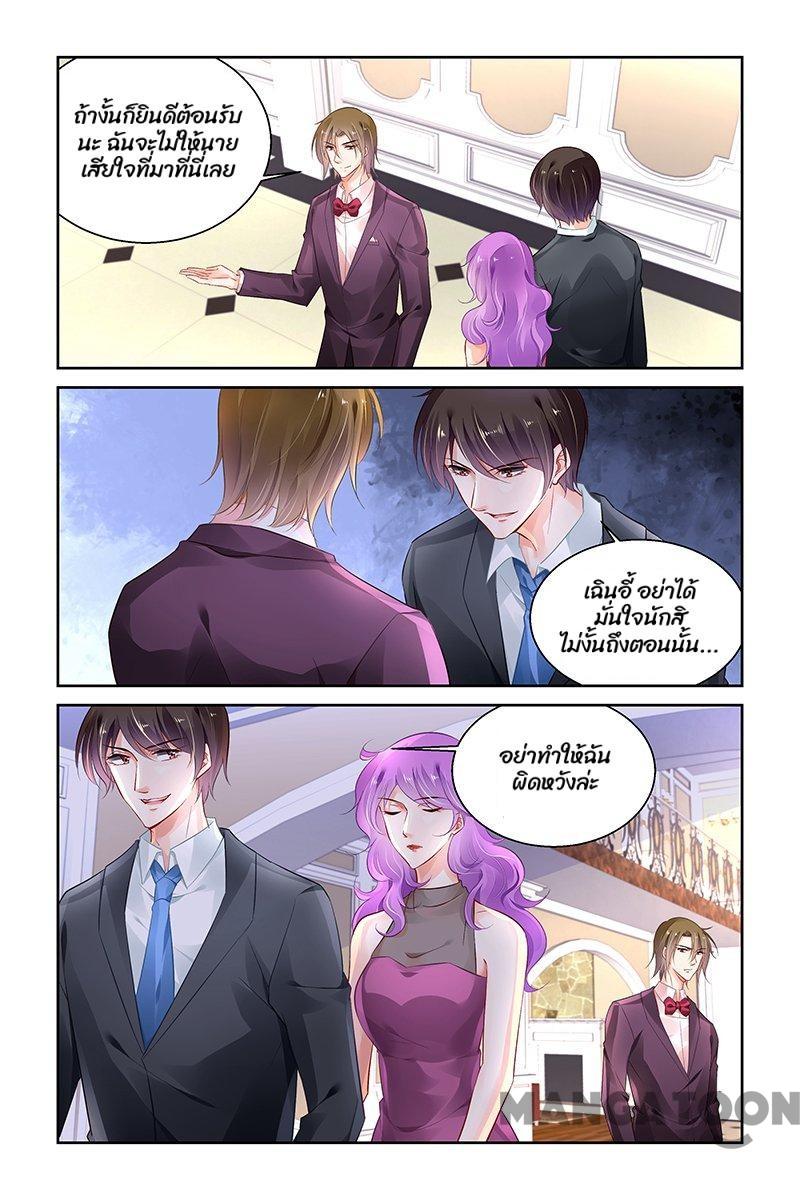 ถ้างั้นก็ยินดีต้อนรับ
นะ ฉันจะไม่ให้นาย
เสียใจที่มาที่นี่เลย
เฉินอี้ อย่าได้
มั่นใจนักสิ
ไม่งั้นถึงตอนนั้น...
อย่าทำให้ฉัน
ผิดหวังล่ะ
MANGATOON